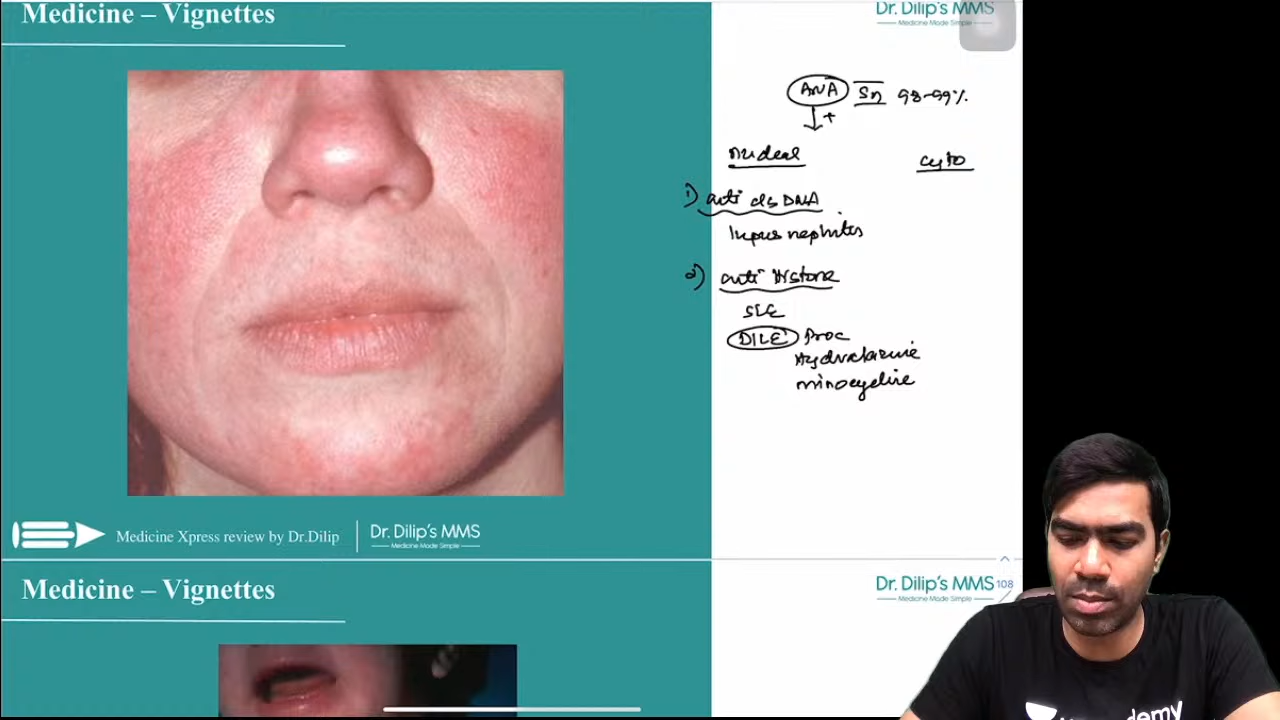 Medicine – Vignettes
Dr. Dilip's MMS
Medicine Made Simple
ANA Sn 98-99%
+
nuclear
cyto
1) anti ds DNA
lupus nephritis
2) anti Histone
SLE
DILE Proc
Hydralazine
minocycline
Medicine Xpress review by Dr.Dilip
Dr. Dilip's MMS
Medicine Made Simple
Medicine – Vignettes
Dr. Dilip's MMS
108
Medicine Made Simple